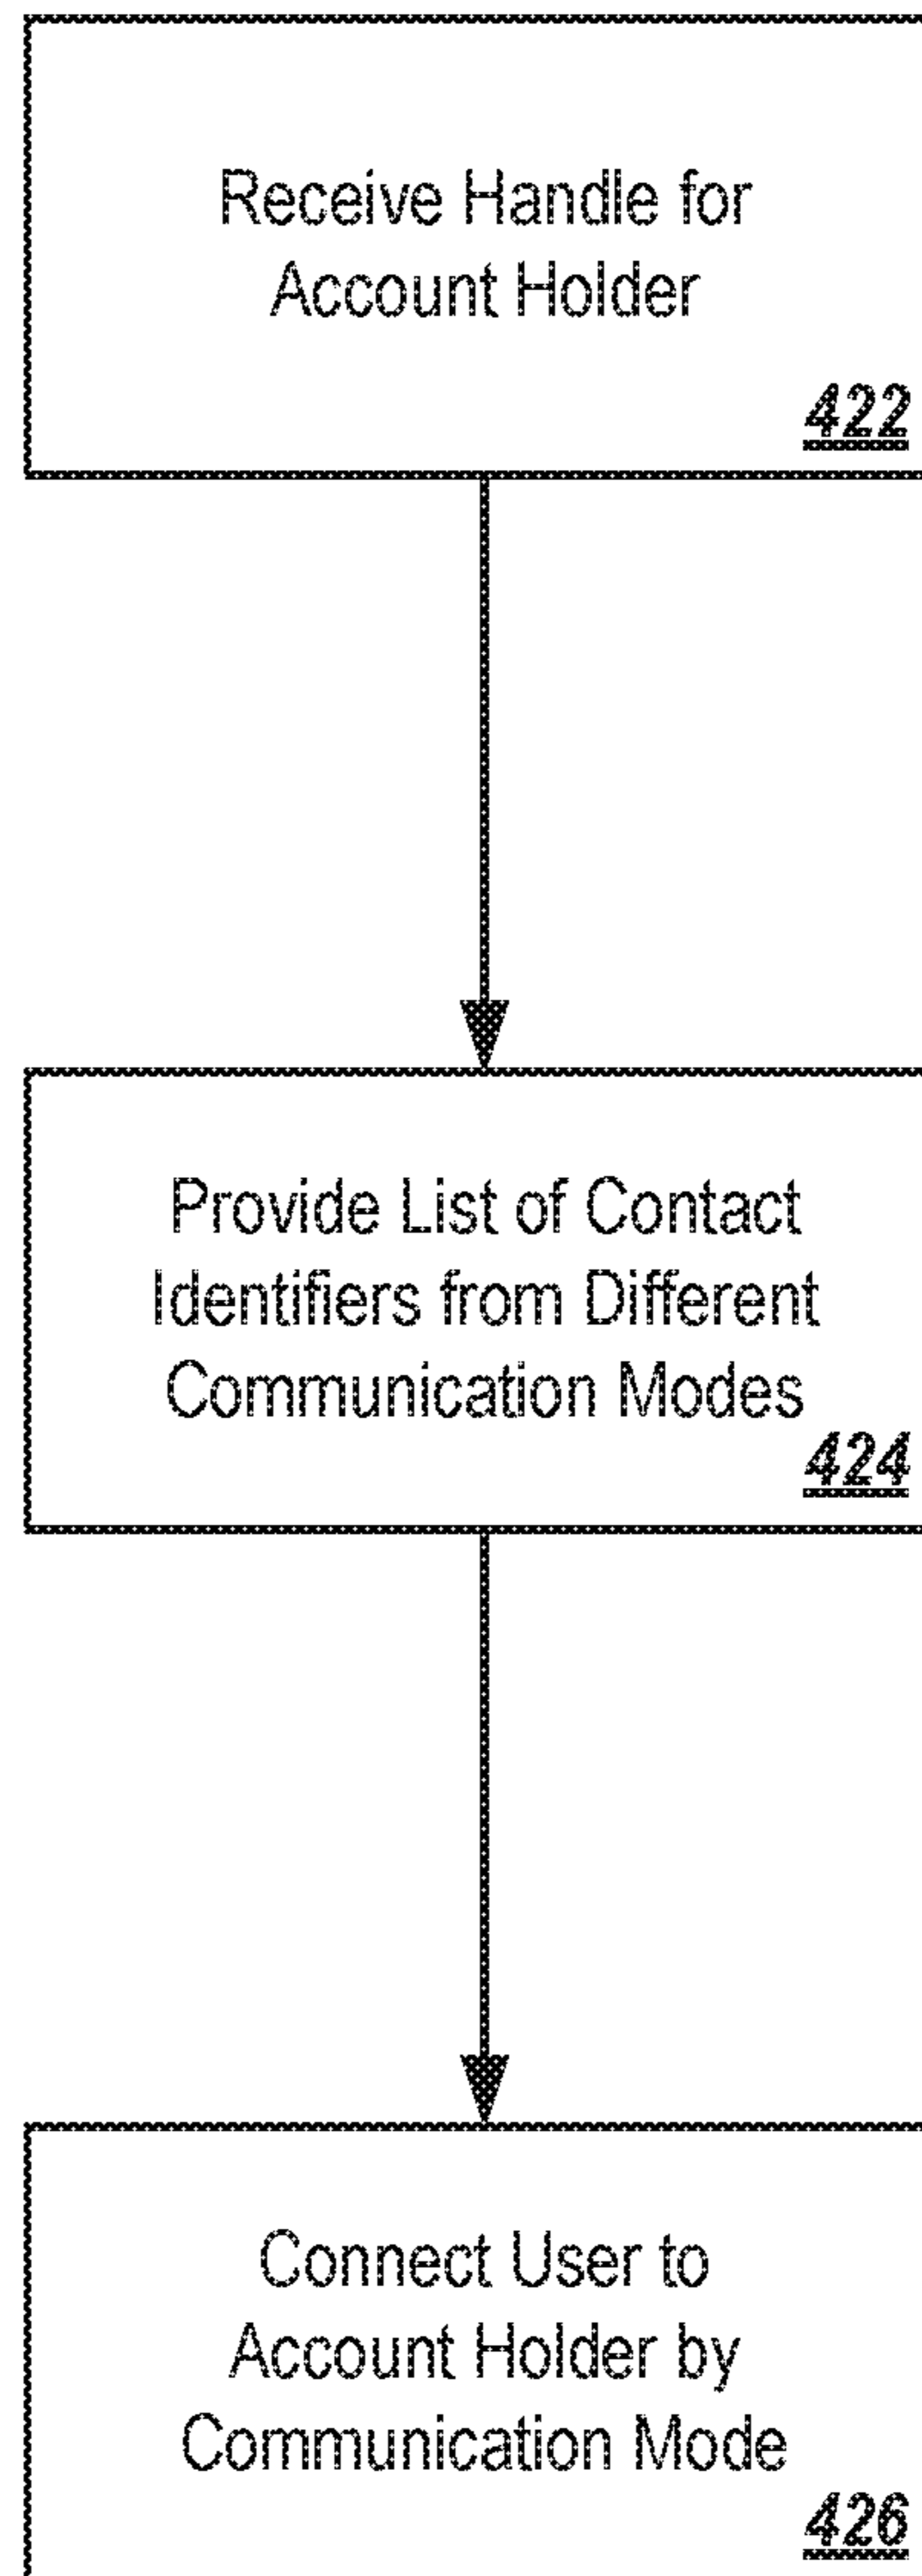 Receive Handle for
Account Holder
422
Provide List of Contact
Identifiers from Different
Communication Modes
424
Connect User to
Account Holder by
Communication Mode
426